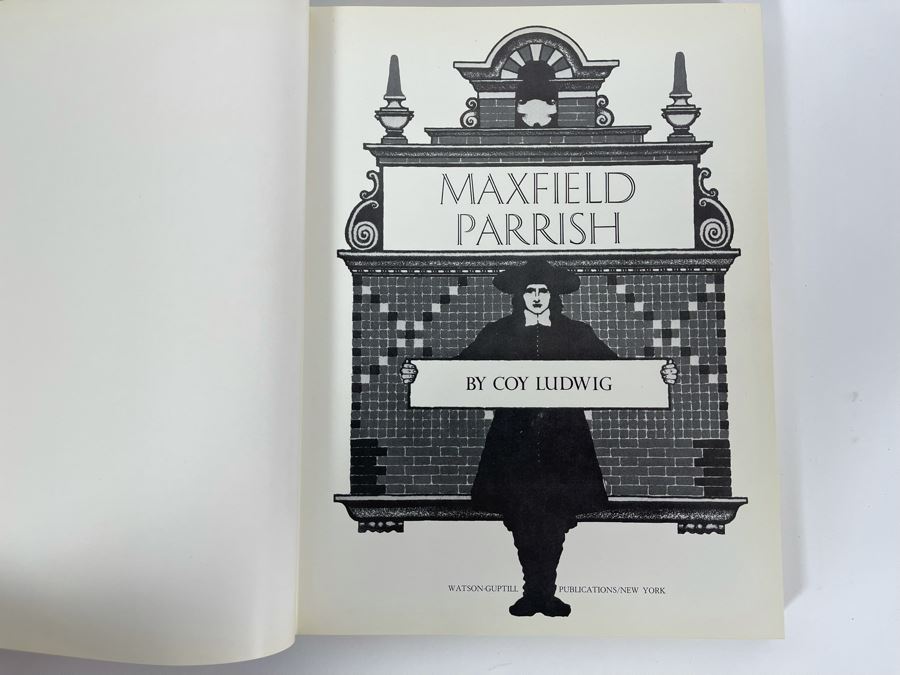 MAXFIELD
PARRISH
BY COY LUDWIG
WATSON-GUPTILL PUBLICATIONS/NEW YORK